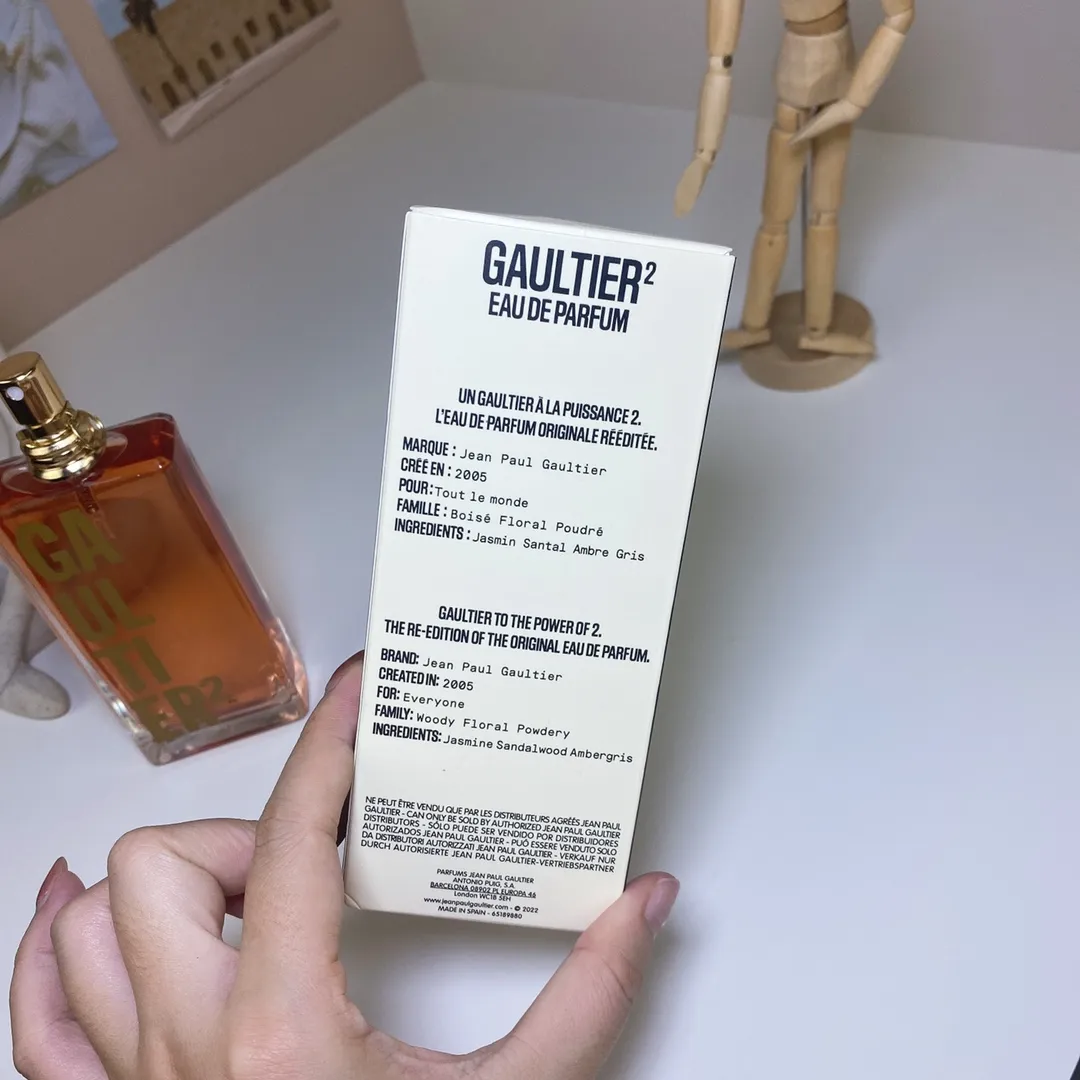 GAULTIER²
EAU DE PARFUM
UN GAULTIER À LA PUISSANCE 2.
L'EAU DE PARFUM ORIGINALE RÉÉDITÉE.
MARQUE : Jean Paul Gaultier
CRÉÉ EN : 2005
POUR : Tout le monde
FAMILLE : Boisé Floral Poudré
INGREDIENTS : Jasmin Santal Ambre Gris
GAULTIER TO THE POWER OF 2.
THE RE-EDITION OF THE ORIGINAL EAU DE PARFUM.
BRAND: Jean Paul Gaultier
CREATED IN: 2005
FOR: Everyone
FAMILY: Woody Floral Powdery
INGREDIENTS: Jasmine Sandalwood Ambergris
NE PEUT ÊTRE VENDU QUE PAR LES DISTRIBUTEURS AGRÉÉS JEAN PAUL
GAULTIER - CAN ONLY BE SOLD BY AUTHORIZED JEAN PAUL GAULTIER
DISTRIBUTORS - SÓLO PUEDE SER VENDIDO POR DISTRIBUIDORES
AUTORIZADOS JEAN PAUL GAULTIER - PUÒ ESSERE VENDUTO SOLO
DA DISTRIBUTORI AUTORIZZATI JEAN PAUL GAULTIER - VERKAUF NUR
DURCH AUTORISIERTE JEAN PAUL GAULTIER-VERTRIEBSPARTNER
PARFUMS JEAN PAUL GAULTIER
ANTONIO PUIG, S.A.
BARCELONA 08902 PL EUROPA 46
London WC1B 5EH
www.jeanpaulgaultier.com - © 2022
MADE IN SPAIN - 65189880
GA
UL
TI
ER²